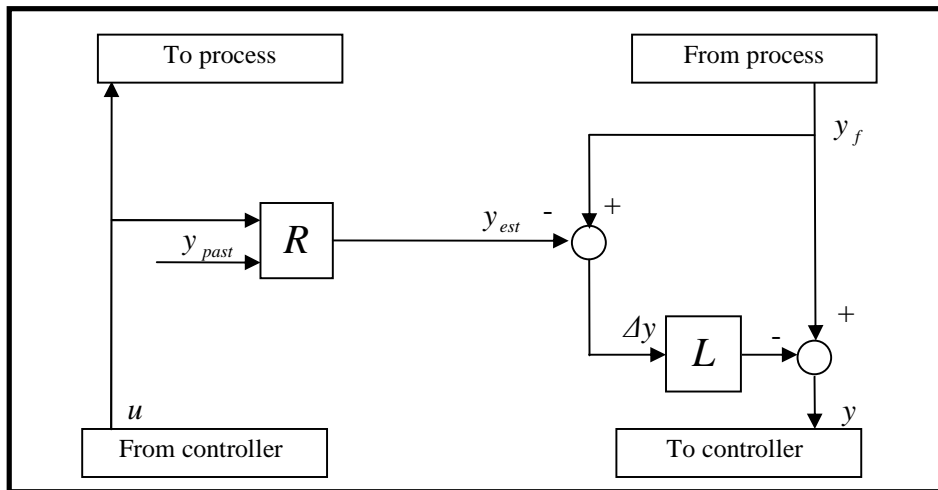 To process
From process
y_f
y_est
-
+
y_past
R
Δy
L
-
+
u
y
From controller
To controller